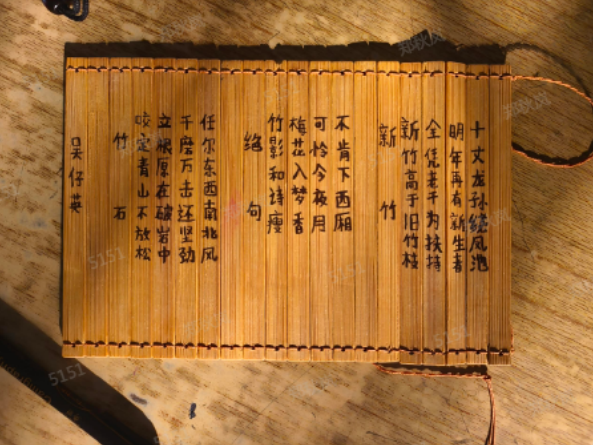 吴仔英
竹石
咬定青山不放松
立根原在破岩中
千磨万击还坚劲
任尔东西南北风
绝句
竹影和诗瘦
梅花入梦香
可怜今夜月
不肯下西厢
新竹
新竹高于旧竹枝
全凭老干为扶持
明年再有新生者
十丈龙孙绕凤池
5151
5151
5151